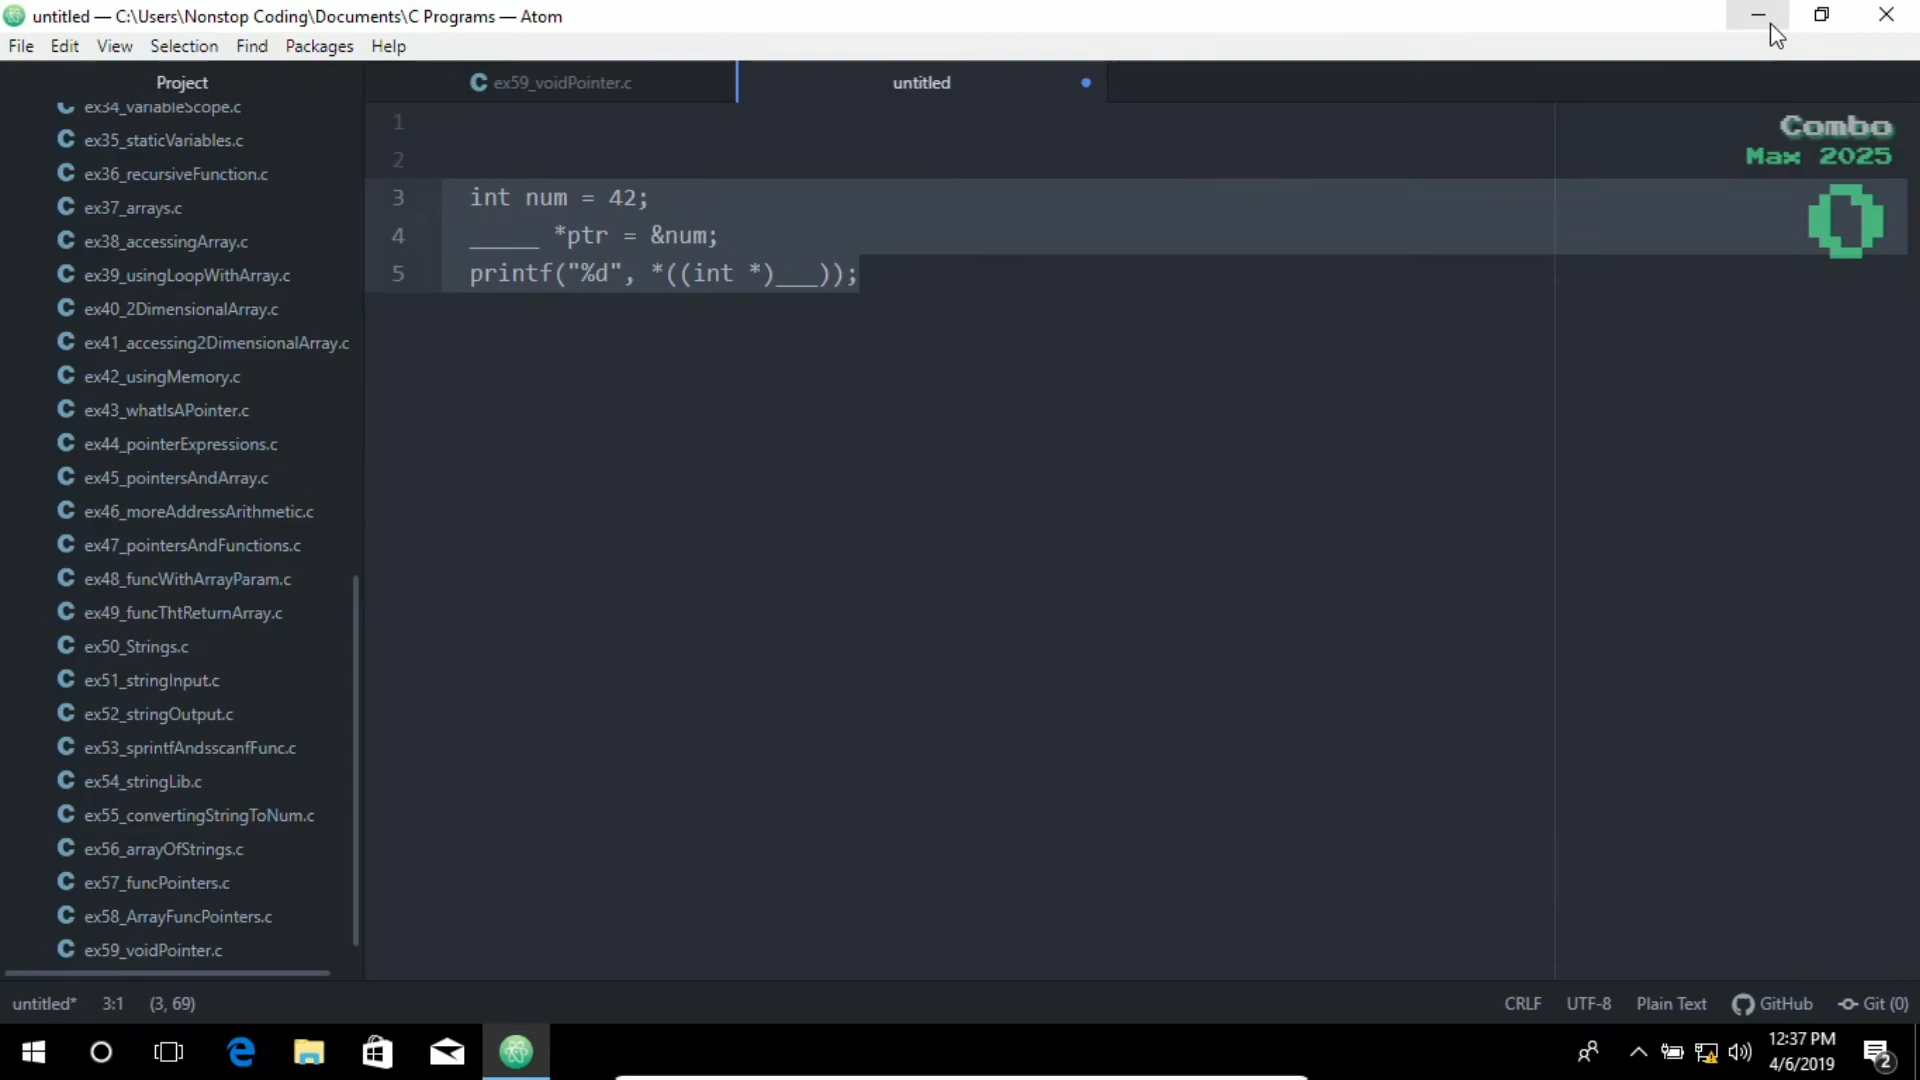 untitled — C:\Users\Nonstop Coding\Documents\C Programs — Atom
File Edit View Selection Find Packages Help
Project
ex34_variableScope.c
ex35_staticVariables.c
ex36_recursiveFunction.c
ex37_arrays.c
ex38_accessingArray.c
ex39_usingLoopWithArray.c
ex40_2DimensionalArray.c
ex41_accessing2DimensionalArray.c
ex42_usingMemory.c
ex43_whatIsAPointer.c
ex44_pointerExpressions.c
ex45_pointersAndArray.c
ex46_moreAddressArithmetic.c
ex47_pointersAndFunctions.c
ex48_funcWithArrayParam.c
ex49_funcThtReturnArray.c
ex50_Strings.c
ex51_stringInput.c
ex52_stringOutput.c
ex53_sprintfAndsscanfFunc.c
ex54_stringLib.c
ex55_convertingStringToNum.c
ex56_arrayOfStrings.c
ex57_funcPointers.c
ex58_ArrayFuncPointers.c
ex59_voidPointer.c
ex59_voidPointer.c untitled
1
2
3 int num = 42;
4 _____ *ptr = &num;
5 printf("%d", *((int *)___));
Combo
Max 2025
0
untitled* 3:1 (3, 69) CRLF UTF-8 Plain Text GitHub Git (0)
12:37 PM
4/6/2019
2